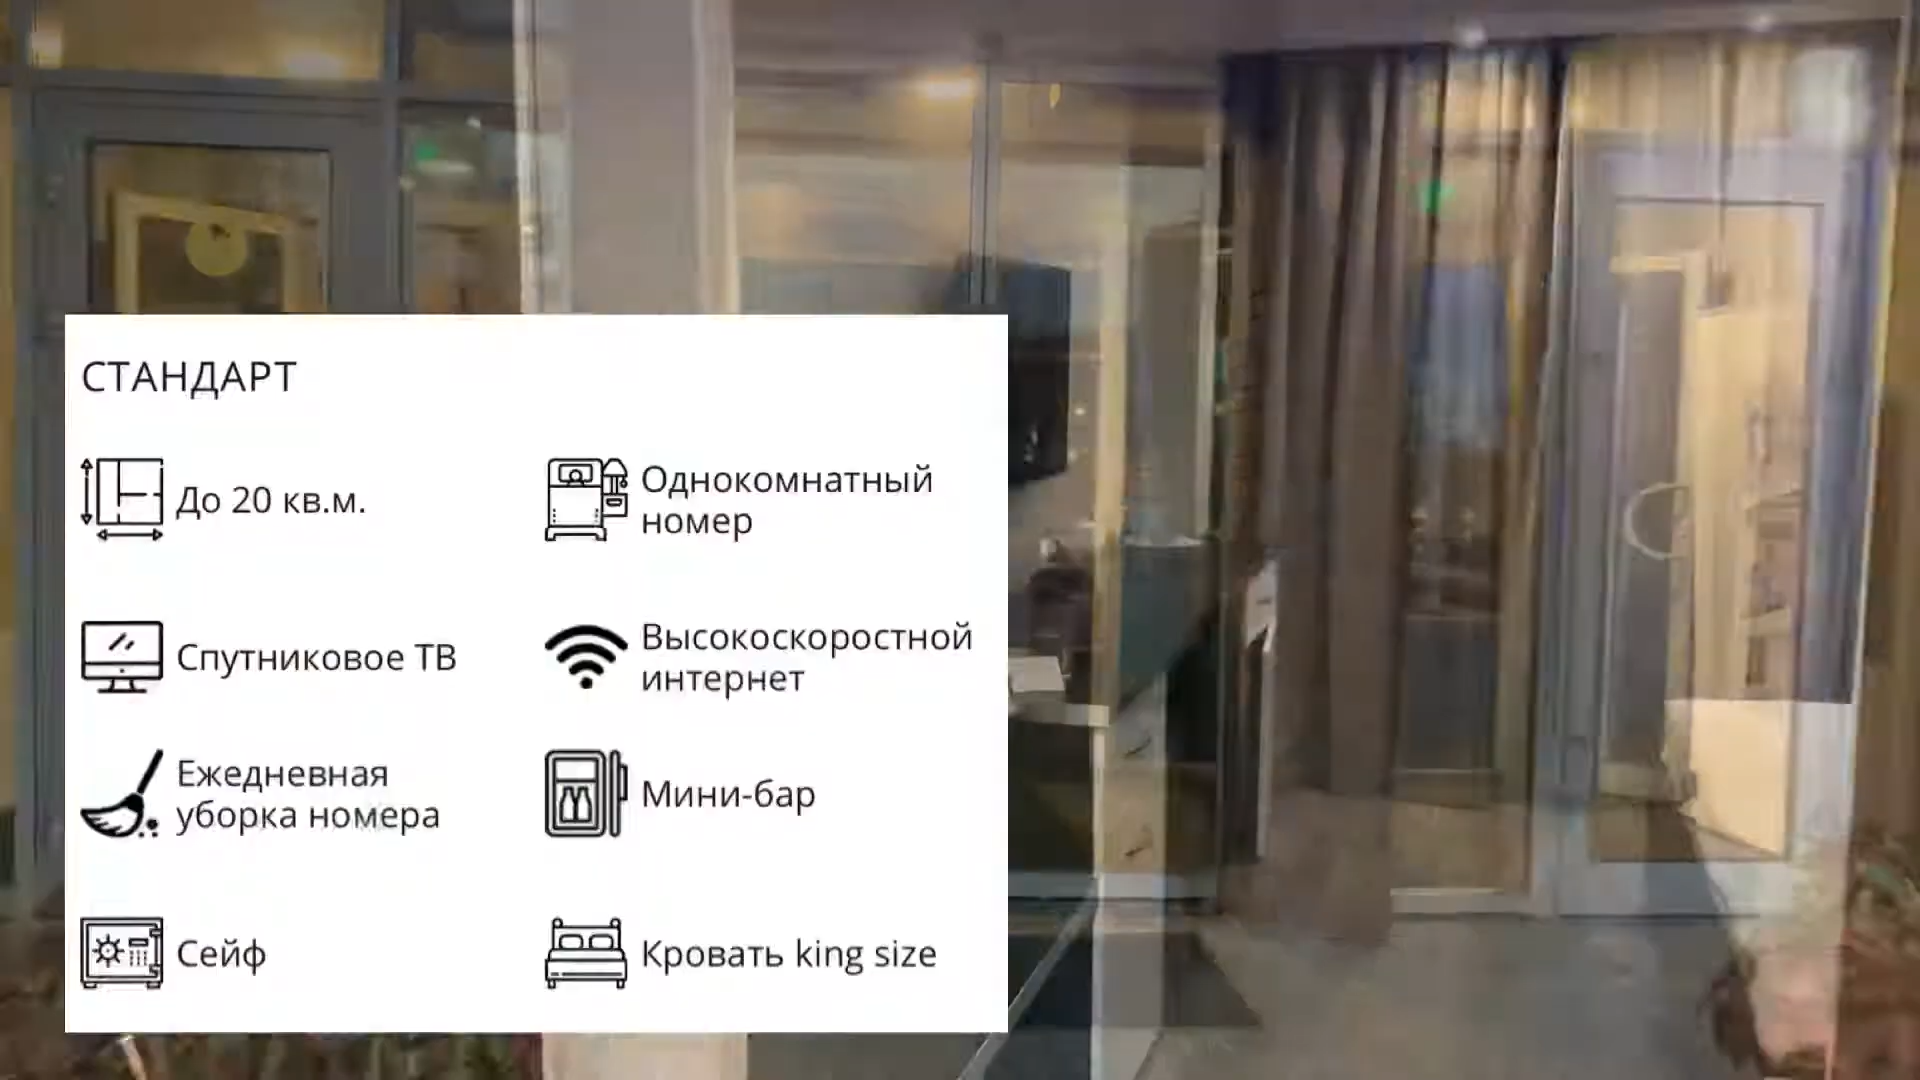 СТАНДАРТ
До 20 кв.м.
Однокомнатный
номер
Спутниковое ТВ
Высокоскоростной
интернет
Ежедневная
уборка номера
Мини-бар
Сейф
Кровать king size